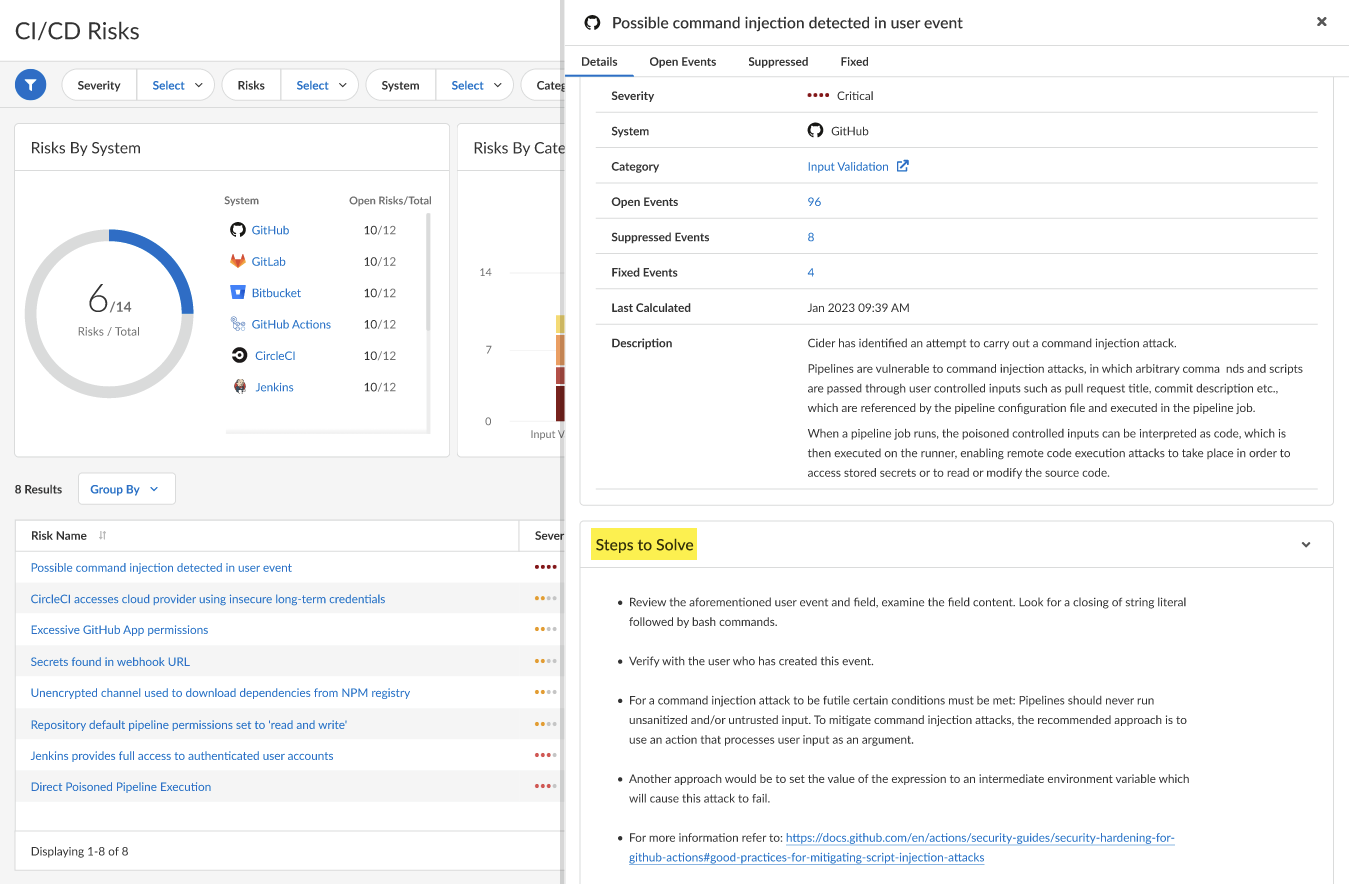 CI/CD Risks
Severity Select Risks Select System Select Categ
Risks By System
System Open Risks/Total
GitHub 10/12
GitLab 10/12
Bitbucket 10/12
GitHub Actions 10/12
CircleCI 10/12
Jenkins 10/12
6/14
Risks / Total
Risks By Cate
14
7
0
Input V
8 Results Group By
Risk Name Sever
Possible command injection detected in user event
CircleCI accesses cloud provider using insecure long-term credentials
Excessive GitHub App permissions
Secrets found in webhook URL
Unencrypted channel used to download dependencies from NPM registry
Repository default pipeline permissions set to 'read and write'
Jenkins provides full access to authenticated user accounts
Direct Poisoned Pipeline Execution
Displaying 1-8 of 8
Possible command injection detected in user event
Details Open Events Suppressed Fixed
Severity Critical
System GitHub
Category Input Validation
Open Events 96
Suppressed Events 8
Fixed Events 4
Last Calculated Jan 2023 09:39 AM
Description Cider has identified an attempt to carry out a command injection attack.
Pipelines are vulnerable to command injection attacks, in which arbitrary comma nds and scripts
are passed through user controlled inputs such as pull request title, commit description etc.,
which are referenced by the pipeline configuration file and executed in the pipeline job.
When a pipeline job runs, the poisoned controlled inputs can be interpreted as code, which is
then executed on the runner, enabling remote code execution attacks to take place in order to
access stored secrets or to read or modify the source code.
Steps to Solve
• Review the aforementioned user event and field, examine the field content. Look for a closing of string literal
followed by bash commands.
• Verify with the user who has created this event.
• For a command injection attack to be futile certain conditions must be met: Pipelines should never run
unsanitized and/or untrusted input. To mitigate command injection attacks, the recommended approach is to
use an action that processes user input as an argument.
• Another approach would be to set the value of the expression to an intermediate environment variable which
will cause this attack to fail.
• For more information refer to: https://docs.github.com/en/actions/security-guides/security-hardening-for-
github-actions#good-practices-for-mitigating-script-injection-attacks